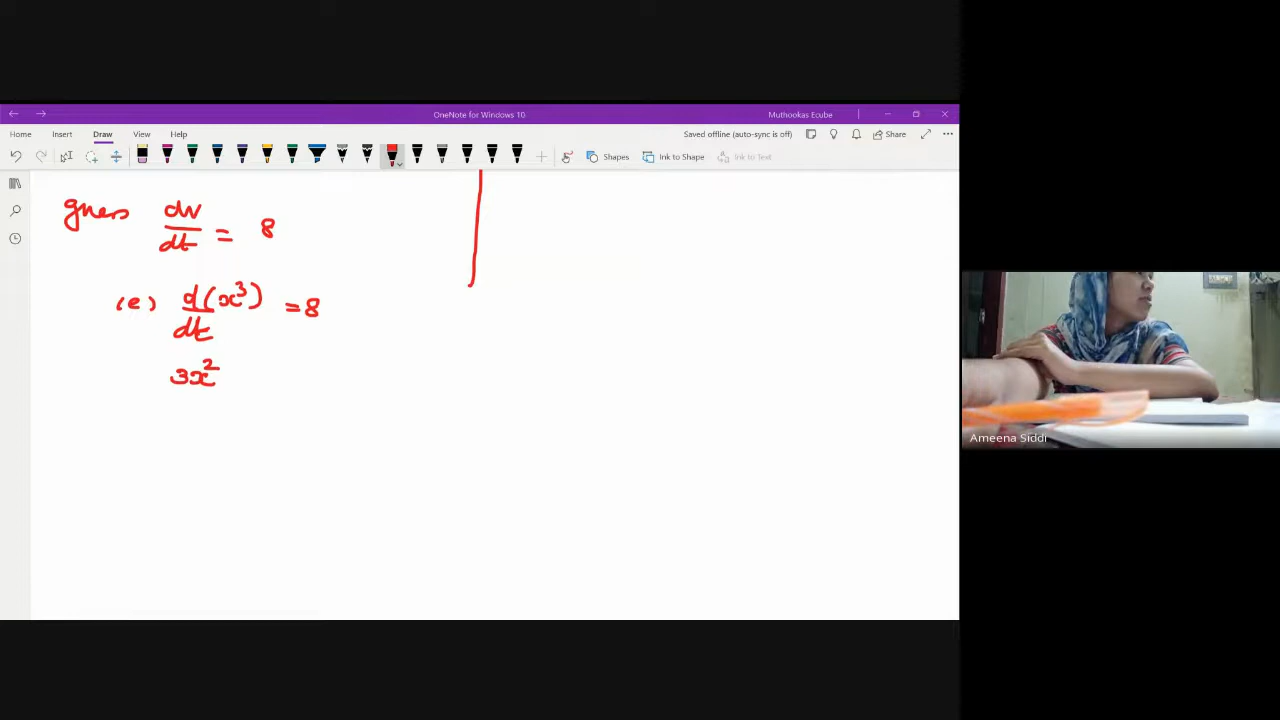 OneNote for Windows 10
Muthookas Ecube
Home Insert Draw View Help
Saved offline (auto-sync is off)
Share
Shapes
Ink to Shape
Ink to Text
guess dv/dt = 8
(e) d(x³)/dt = 8
3x²
Ameena Siddi